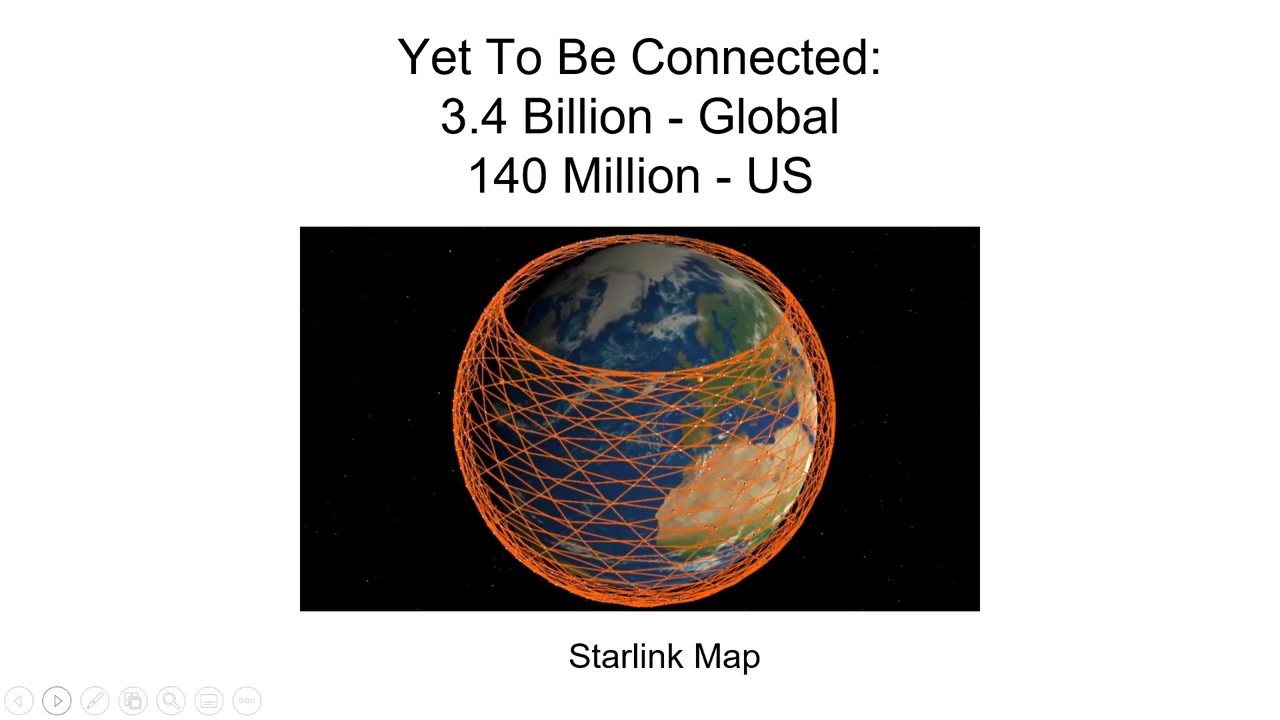 Yet To Be Connected:
3.4 Billion - Global
140 Million - US
Starlink Map